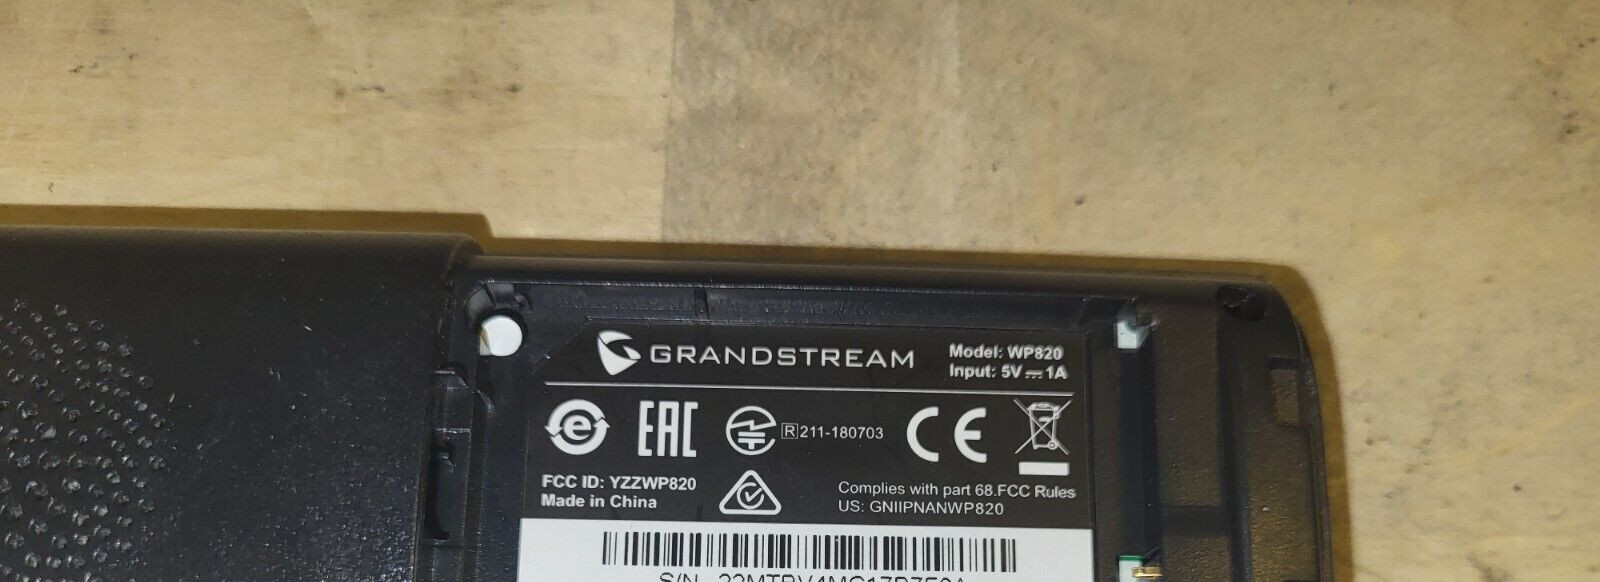 GRANDSTREAM
Model: WP820
Input: 5V⎓1A
EAC
R 211-180703
CE
FCC ID: YZZWP820
Made in China
Complies with part 68.FCC Rules
US: GNIIPNANWP820
S/N